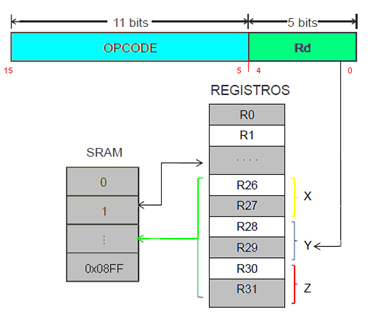 11 bits 5 bits
OPCODE Rd
15 5 4 0
REGISTROS
R0
R1
. . . .
SRAM
0
1
⋮
0x08FF
R26
R27
X
R28
R29
Y
R30
R31
Z